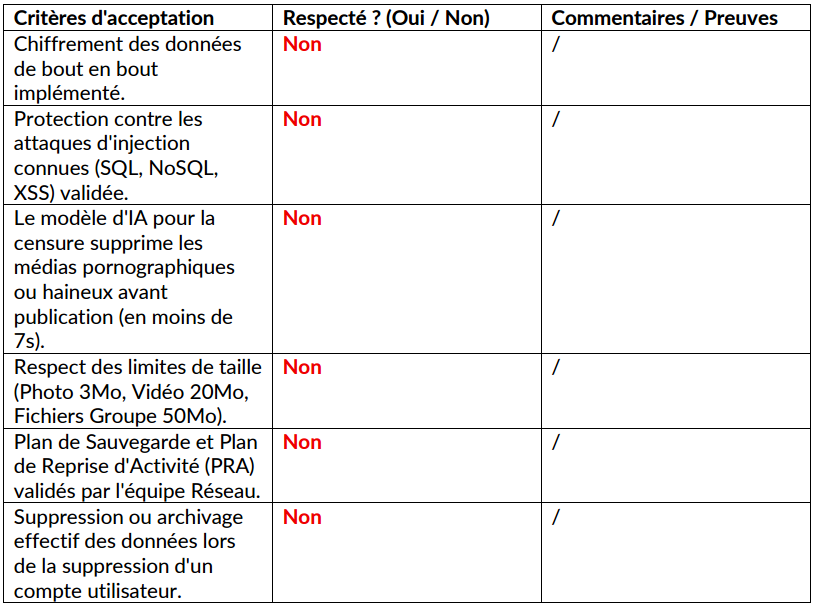 Critères d'acceptation Respecté ? (Oui / Non) Commentaires / Preuves
Chiffrement des données Non /
de bout en bout
implémenté.
Protection contre les Non /
attaques d'injection
connues (SQL, NoSQL,
XSS) validée.
Le modèle d'IA pour la Non /
censure supprime les
médias pornographiques
ou haineux avant
publication (en moins de
7s).
Respect des limites de taille Non /
(Photo 3Mo, Vidéo 20Mo,
Fichiers Groupe 50Mo).
Plan de Sauvegarde et Plan Non /
de Reprise d'Activité (PRA)
validés par l'équipe Réseau.
Suppression ou archivage Non /
effectif des données lors
de la suppression d'un
compte utilisateur.